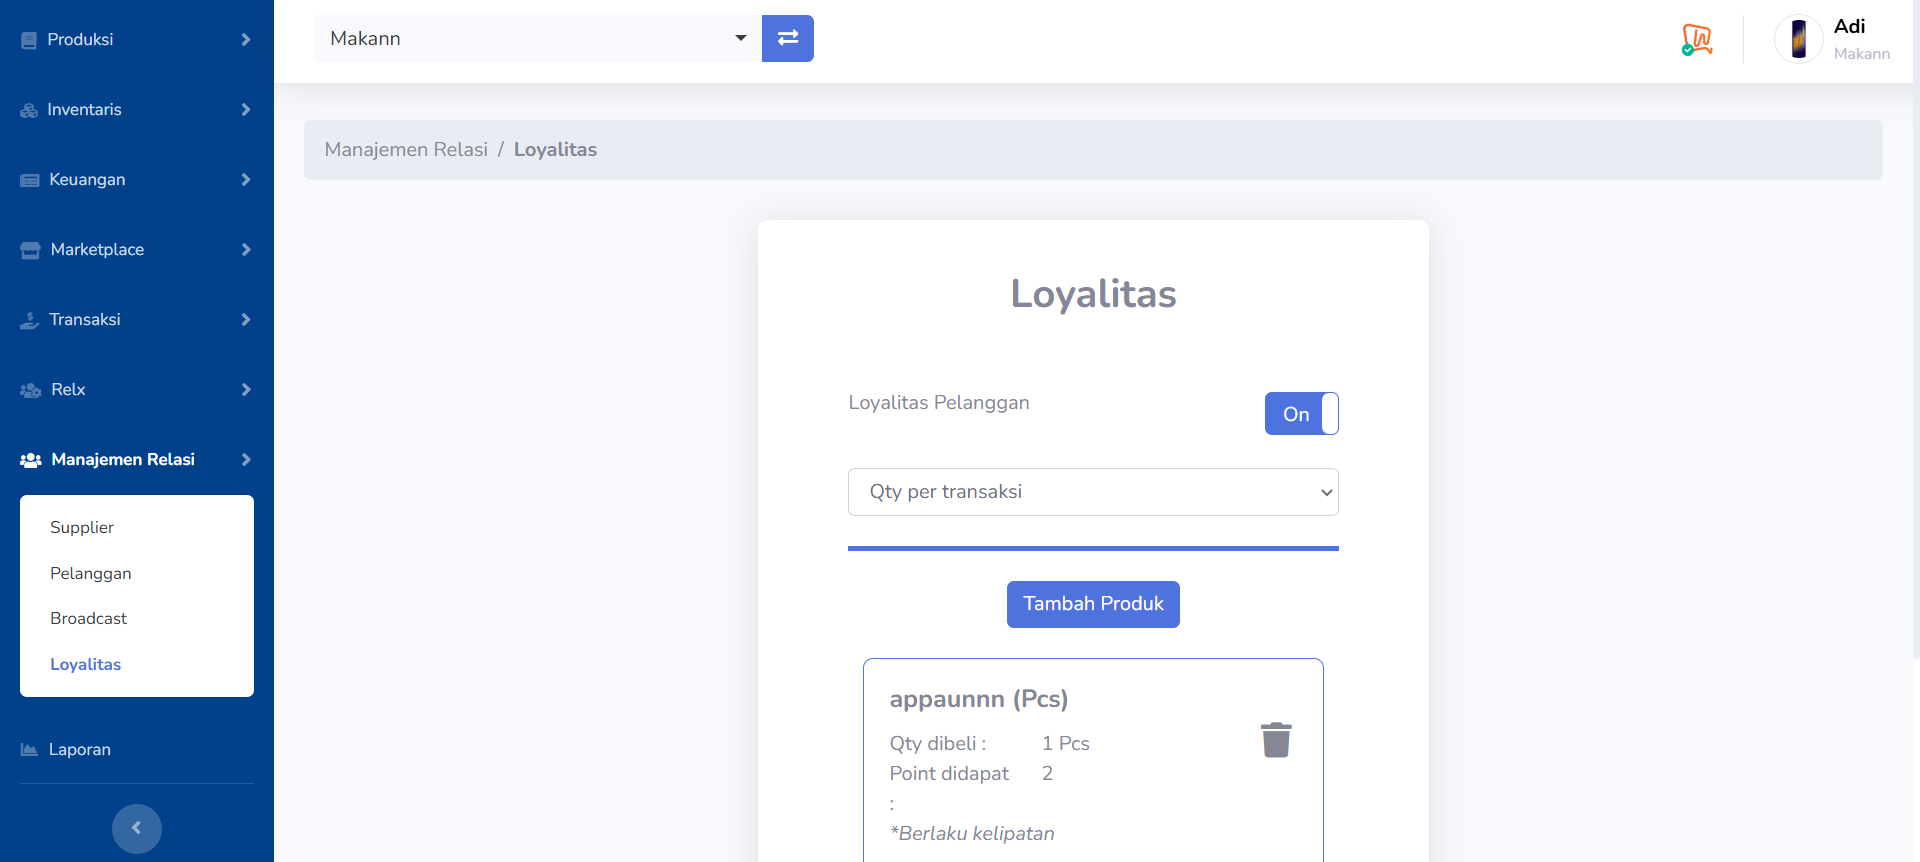 Produksi
Inventaris
Keuangan
Marketplace
Transaksi
Relx
Manajemen Relasi
Supplier
Pelanggan
Broadcast
Loyalitas
Laporan
Makann
Adi
Makann
Manajemen Relasi / Loyalitas
Loyalitas
Loyalitas Pelanggan
On
Qty per transaksi
Tambah Produk
appaunnn (Pcs)
Qty dibeli : 1 Pcs
Point didapat 2
:
*Berlaku kelipatan